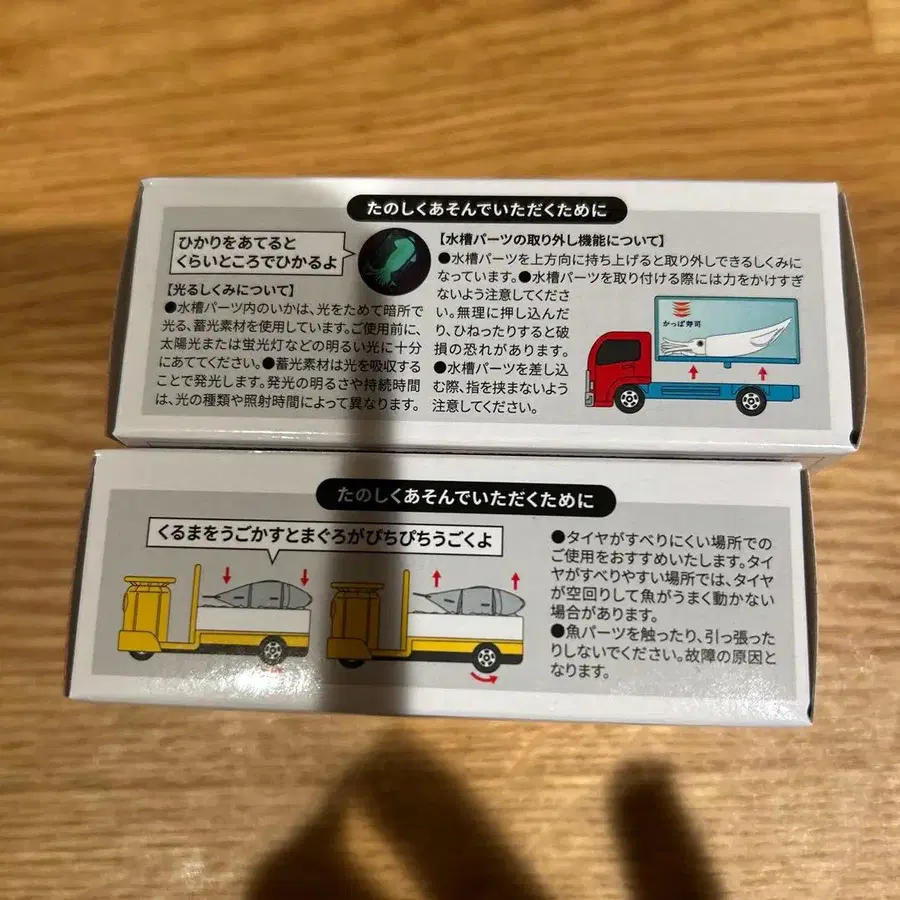 たのしくあそんでいただくために
ひかりをあてると
くらいところでひかるよ
【光るしくみについて】
●水槽パーツ内のいかは、光をためて暗所で
光る、蓄光素材を使用しています。ご使用前に、
太陽光または蛍光灯などの明るい光に十分
にあててください。●蓄光素材は光を吸収する
ことで発光します。発光の明るさや持続時間
は、光の種類や照射時間によって異なります。
【水槽パーツの取り外し機能について】
●水槽パーツを上方向に持ち上げると取り外しできるしくみに
なっています。●水槽パーツを取り付ける際には力をかけすぎ
ないよう注意してくださ
い。無理に押し込んだ
り、ひねったりすると破
損の恐れがあります。
●水槽パーツを差し込
む際、指を挟まないよう
注意してください。
かっぱ寿司
たのしくあそんでいただくために
くるまをうごかすとまぐろがぴちぴちうごくよ
●タイヤがすべりにくい場所での
ご使用をおすすめいたします。タイ
ヤがすべりやすい場所では、タイヤ
が空回りして魚がうまく動かない
場合があります。
●魚パーツを触ったり、引っ張った
りしないでください。故障の原因と
なります。